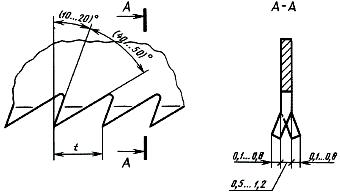 A
A-A
(10...20)°
(40...50)°
t
A
0,1...0,8
0,1...0,8
0,5...1,2